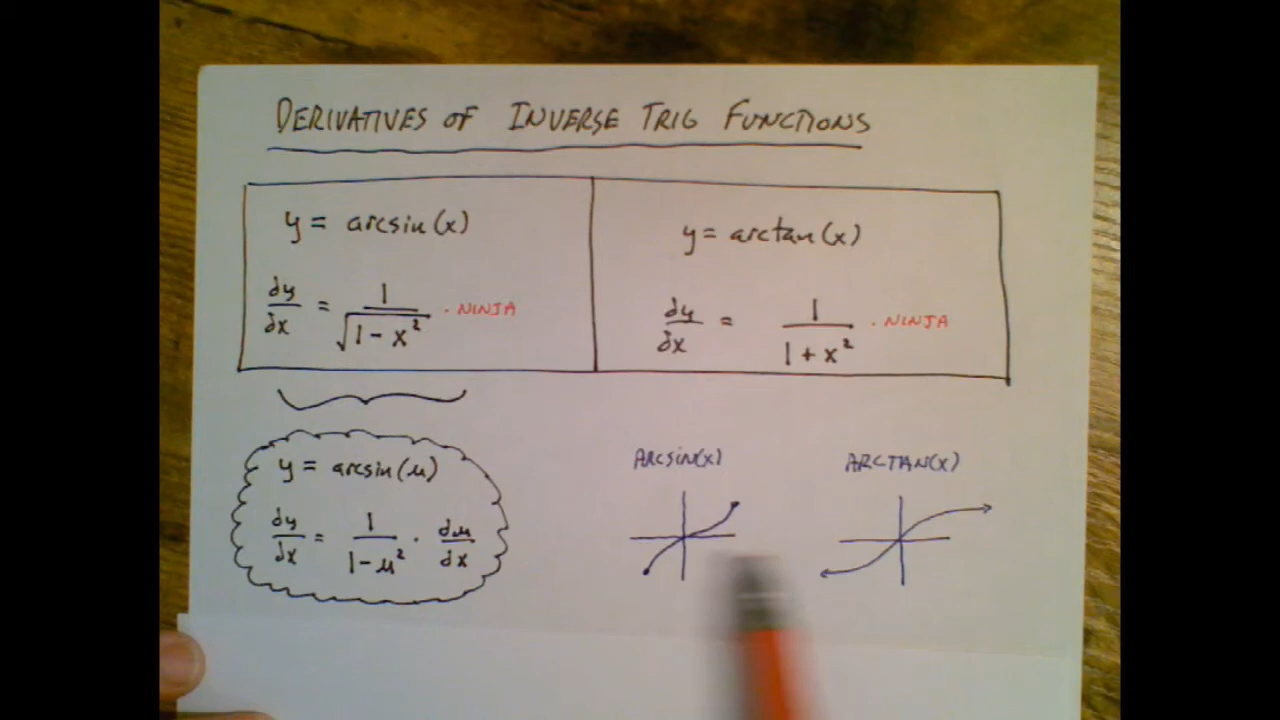 DERIVATIVES OF INVERSE TRIG FUNCTIONS
y = arcsin(x)
dy/dx = 1/√(1 - x²) · NINJA
y = arctan(x)
dy/dx = 1/(1 + x²) · NINJA
y = arcsin(u)
dy/dx = 1/(1-u²) · du/dx
ARCSIN(X)
ARCTAN(X)